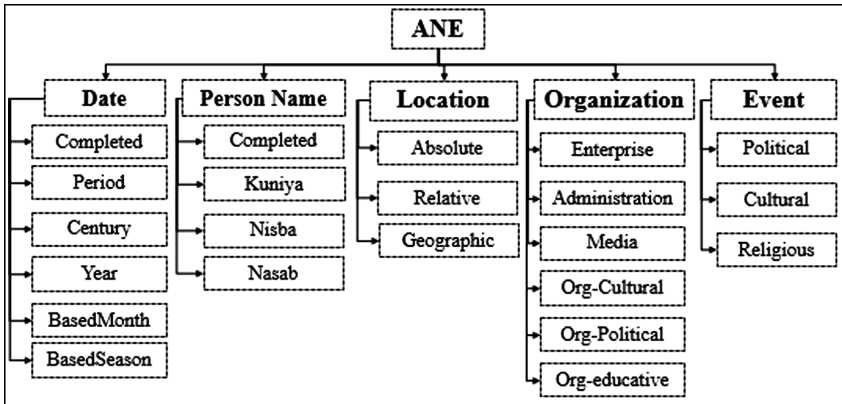 ANE
Date
Completed
Period
Century
Year
BasedMonth
BasedSeason
Person Name
Completed
Kuniya
Nisba
Nasab
Location
Absolute
Relative
Geographic
Organization
Enterprise
Administration
Media
Org-Cultural
Org-Political
Org-educative
Event
Political
Cultural
Religious